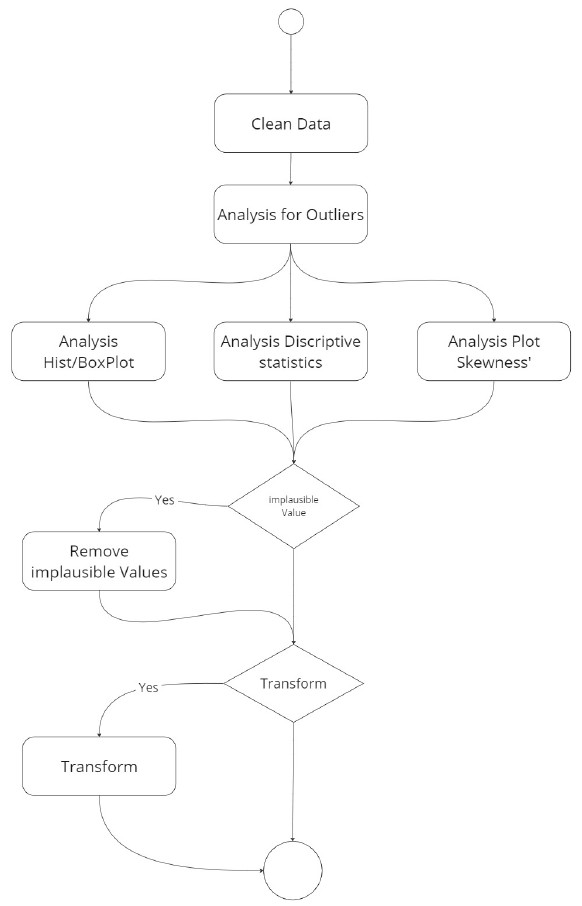 Clean Data
Analysis for Outliers
Analysis
Hist/BoxPlot
Analysis Discriptive
statistics
Analysis Plot
Skewness'
implausible
Value
Yes
Remove
implausible Values
Transform
Yes
Transform